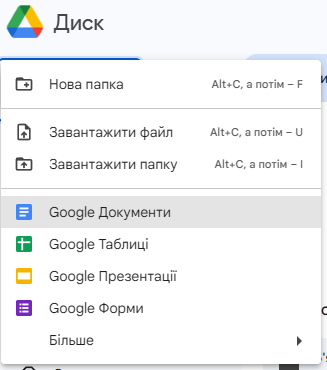 Диск
Нова папка Alt+C, а потім – F
Завантажити файл Alt+C, а потім – U
Завантажити папку Alt+C, а потім – I
Google Документи
Google Таблиці
Google Презентації
Google Форми
Більше